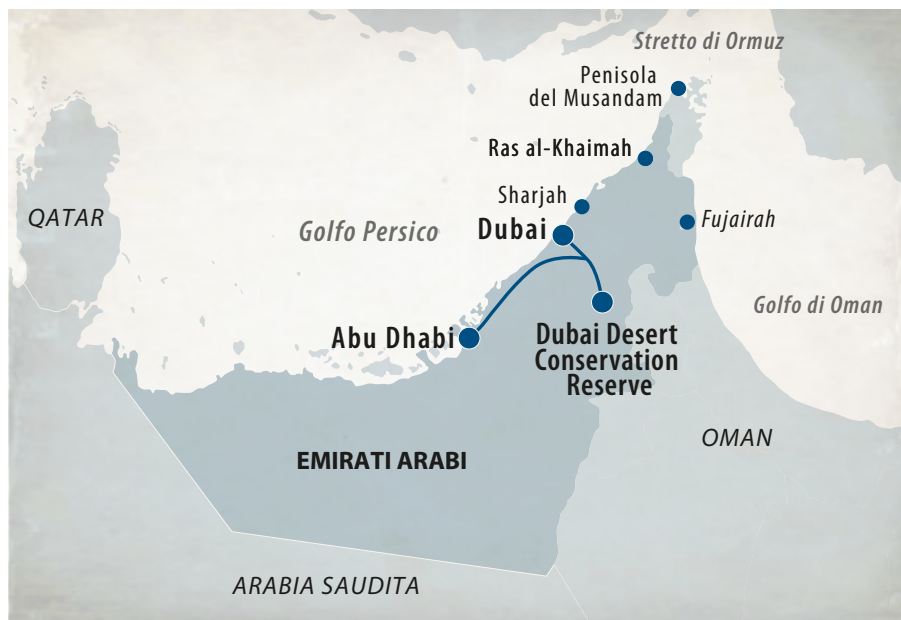 Stretto di Ormuz
Penisola
del Musandam
Ras al-Khaimah
Sharjah
QATAR
Golfo Persico
Dubai
Fujairah
Golfo di Oman
Abu Dhabi
Dubai Desert
Conservation
Reserve
OMAN
EMIRATI ARABI
ARABIA SAUDITA